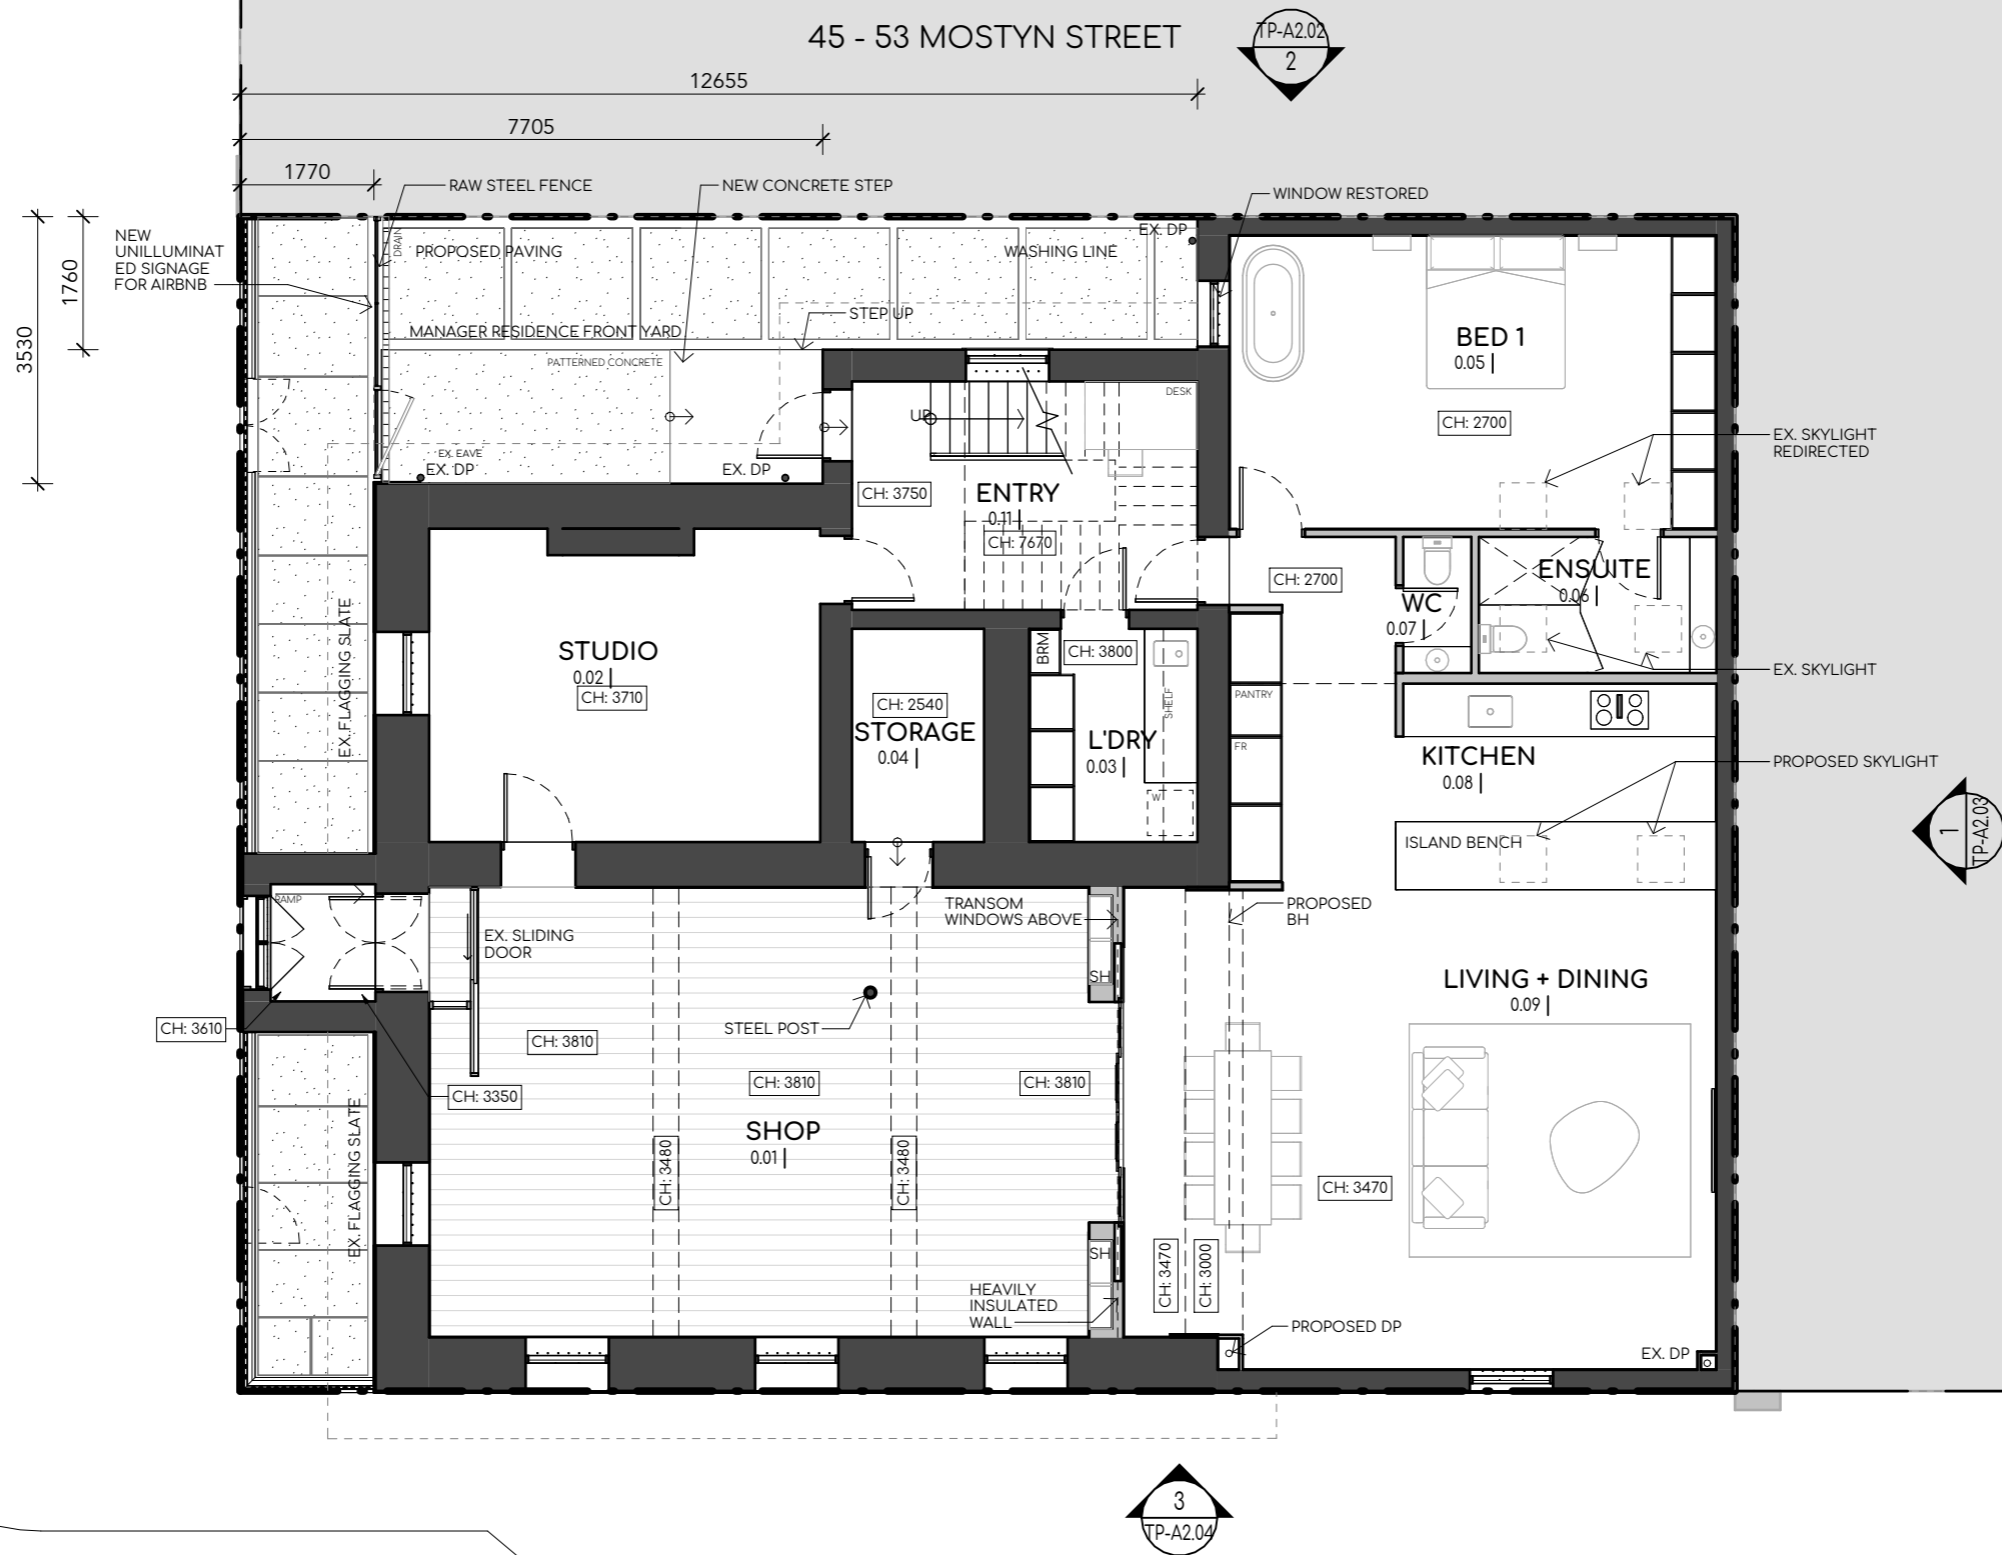 45 - 53 MOSTYN STREET
TP-A2.02
2
12655
7705
1770
RAW STEEL FENCE
NEW CONCRETE STEP
WINDOW RESTORED
1760
3530
NEW
UNILLUMINAT
ED SIGNAGE
FOR AIRBNB
DRAIN
PROPOSED PAVING
WASHING LINE
EX. DP
MANAGER RESIDENCE FRONT YARD
STEP UP
PATTERNED CONCRETE
EX. EAVE
EX. DP
EX. DP
UP
DESK
BED 1
0.05
CH: 2700
EX. SKYLIGHT
REDIRECTED
CH: 3750
ENTRY
0.11
CH: 7670
CH: 2700
WC
0.07
ENSUITE
0.06
EX. SKYLIGHT
EX. FLAGGING SLATE
STUDIO
0.02
CH: 3710
CH: 2540
STORAGE
0.04
BRM
CH: 3800
SHELF
L'DRY
0.03
W
PANTRY
FR
KITCHEN
0.08
PROPOSED SKYLIGHT
ISLAND BENCH
1
TP-A2.03
RAMP
EX. SLIDING
DOOR
TRANSOM
WINDOWS ABOVE
PROPOSED
BH
SH
LIVING + DINING
0.09
STEEL POST
CH: 3610
CH: 3810
CH: 3350
CH: 3810
CH: 3810
SHOP
0.01
CH: 3480
CH: 3480
EX. FLAGGING SLATE
CH: 3470
SH
CH: 3470
CH: 3000
HEAVILY
INSULATED
WALL
PROPOSED DP
EX. DP
3
TP-A2.04